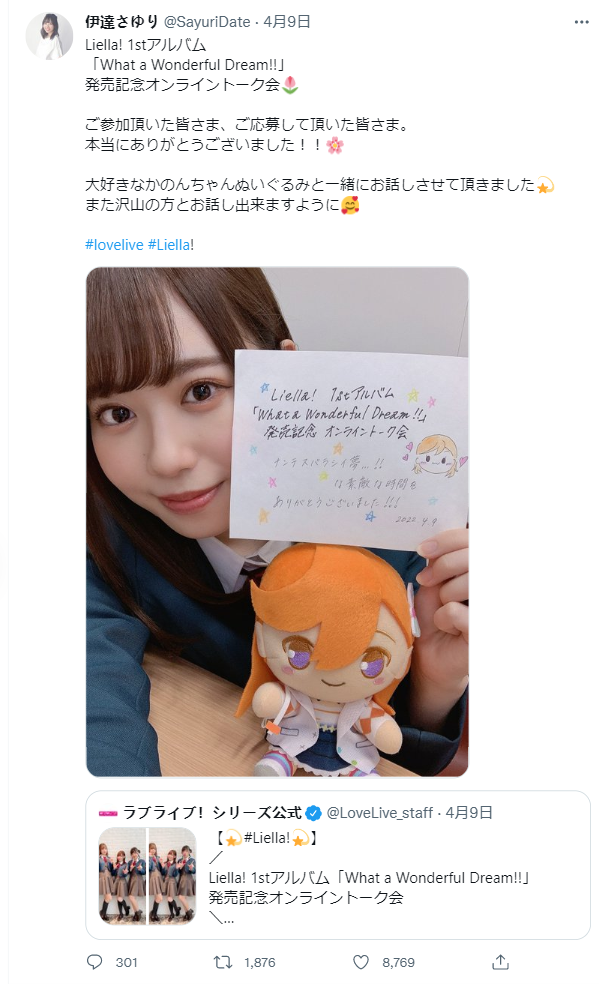 伊達さゆり @SayuriDate · 4月9日
Liella! 1stアルバム
「What a Wonderful Dream!!」
発売記念オンライントーク会🌷
ご参加頂いた皆さま、ご応募して頂いた皆さま。
本当にありがとうございました！！🌸
大好きなかのんちゃんぬいぐるみと一緒にお話しさせて頂きました💫
また沢山の方とお話し出来ますように🥰
#lovelive #Liella!
Liella! 1stアルバム
「What a Wonderful Dream!!」
発売記念 オンライントーク会
ナンテスバラシイ夢...!!
な素敵な時間を
ありがとうございました!!!
2022 4.9
ラブライブ！シリーズ公式 @LoveLive_staff · 4月9日
【💫#Liella!💫】
／
Liella! 1stアルバム「What a Wonderful Dream!!」
発売記念オンライントーク会
＼...
301 1,876 8,769